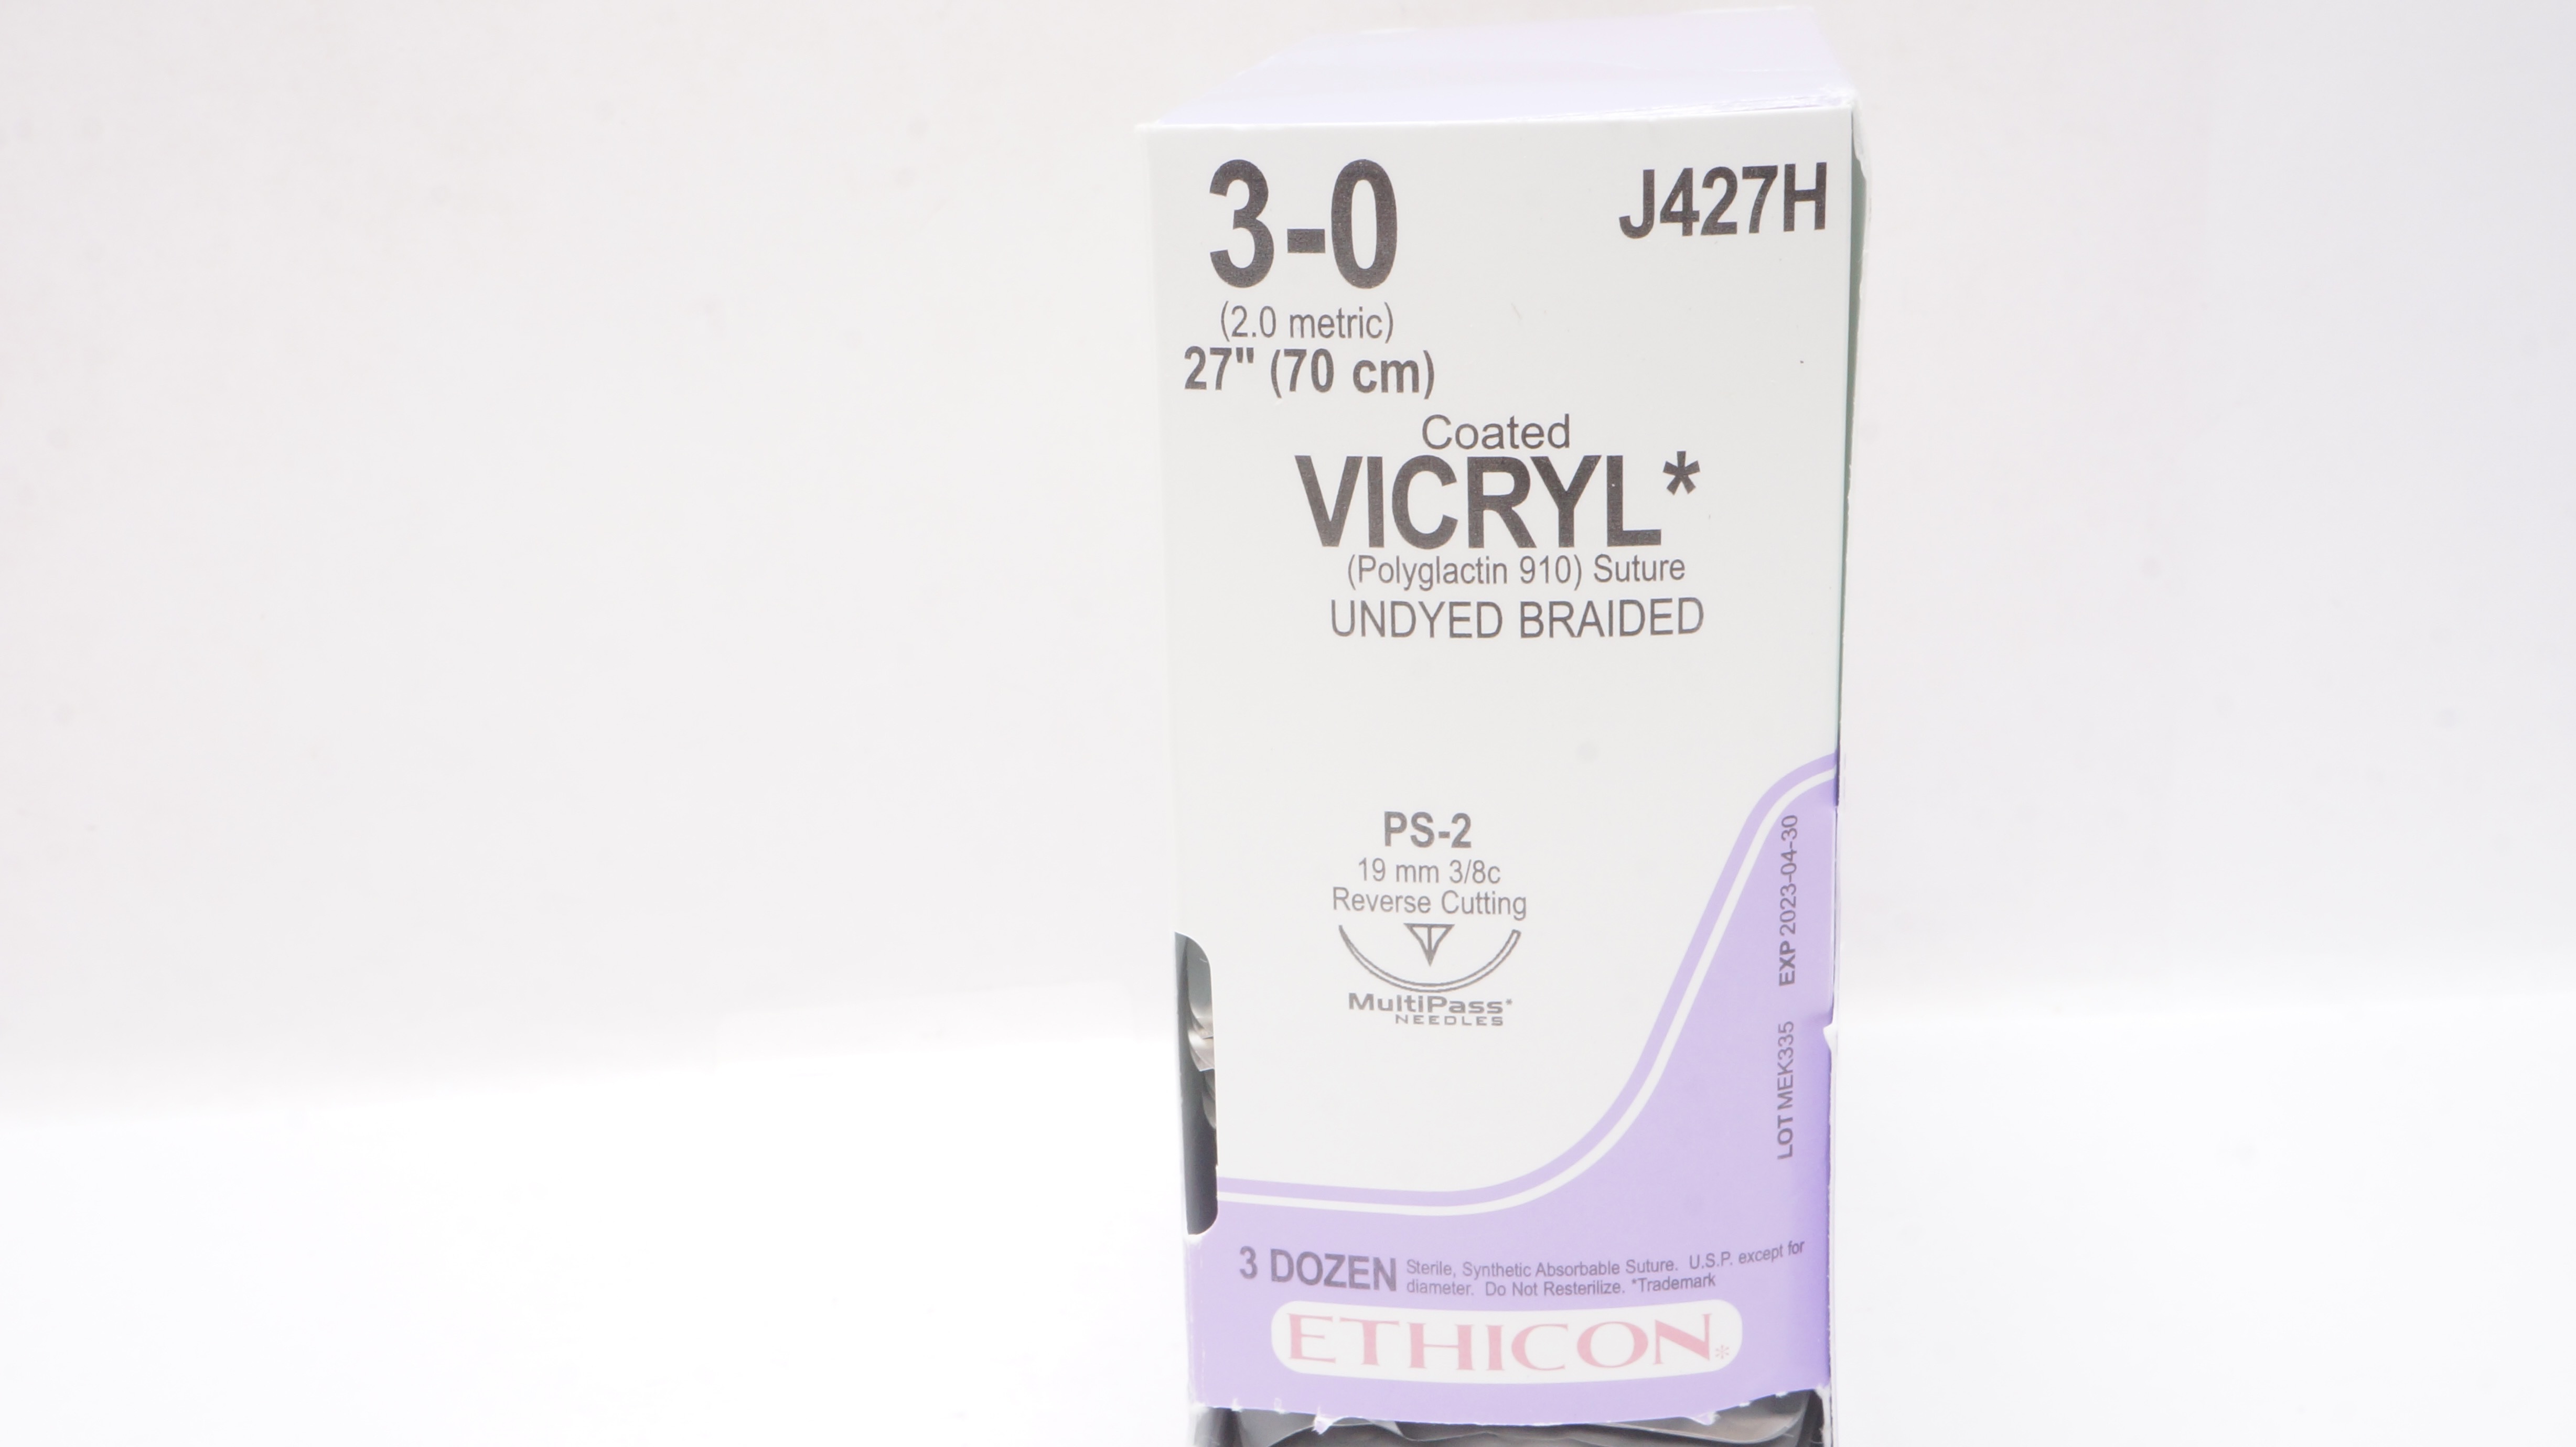 3-0
J427H
(2.0 metric)
27" (70 cm)
Coated
VICRYL*
(Polyglactin 910) Suture
UNDYED BRAIDED
PS-2
19 mm 3/8c
Reverse Cutting
MultiPass*
NEEDLES
LOT MEK335 EXP 2023-04-30
3 DOZEN
Sterile, Synthetic Absorbable Suture. U.S.P. except for
diameter. Do Not Resterilize. *Trademark
ETHICON*